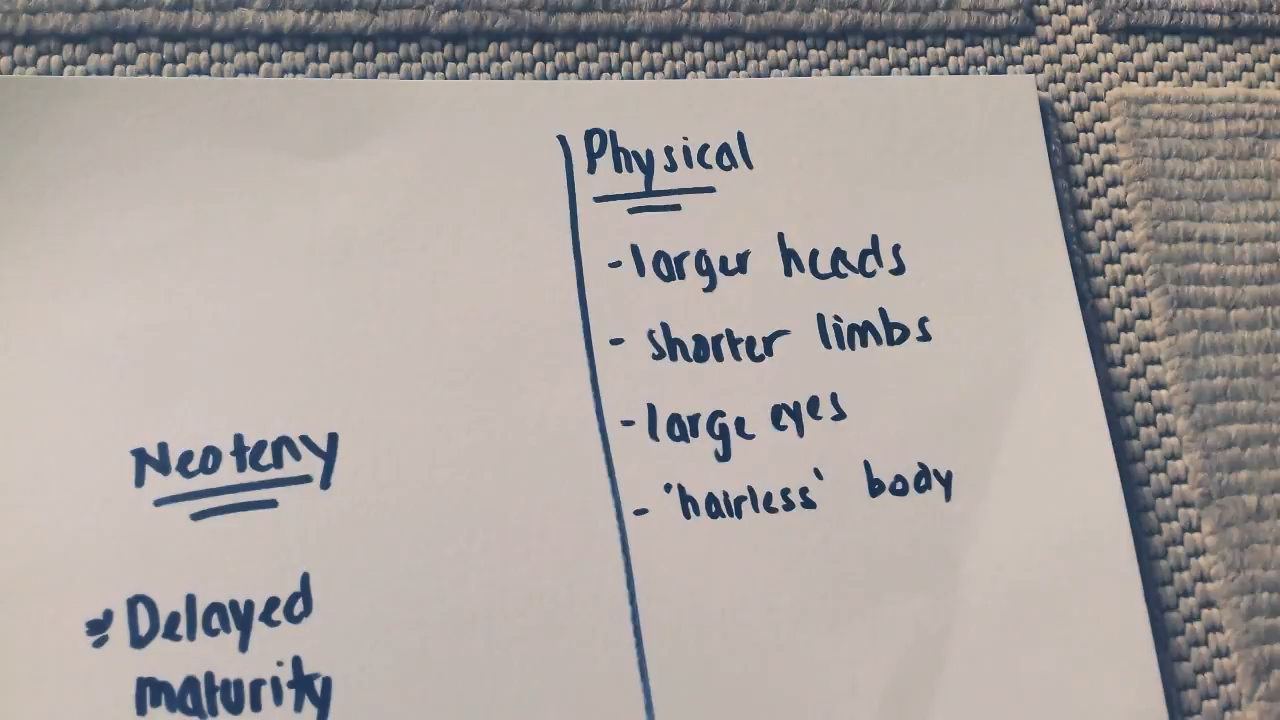 Physical
- larger heads
- shorter limbs
- large eyes
- 'hairless' body
Neoteny
* Delayed
maturity